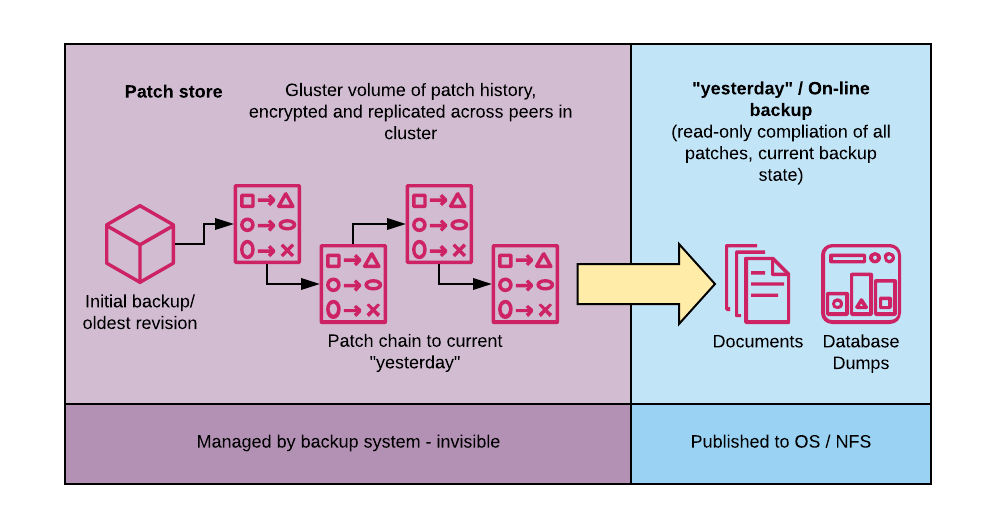 Patch store
Gluster volume of patch history,
encrypted and replicated across peers in
cluster
"yesterday" / On-line
backup
(read-only compliation of all
patches, current backup
state)
Initial backup/
oldest revision
Patch chain to current
"yesterday"
Documents
Database
Dumps
Managed by backup system - invisible
Published to OS / NFS